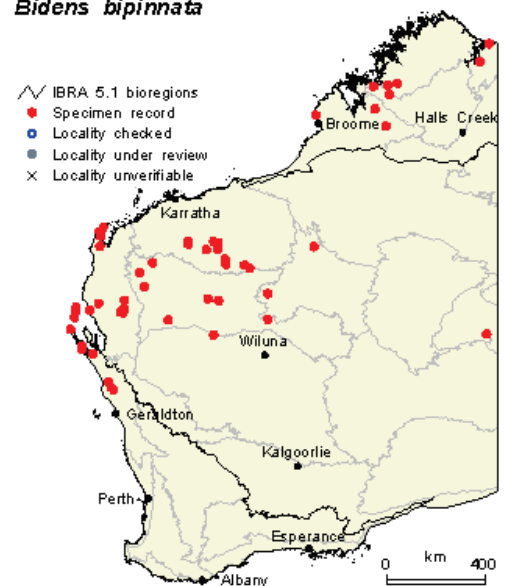 Bidens bipinnata
IBRA 5.1 bioregions
Specimen record
Locality checked
Locality under review
Locality unverifiable
Broome
Halls Creek
Karratha
Wiluna
Geraldton
Kalgoorlie
Perth
Esperance
Albany
0 km 400